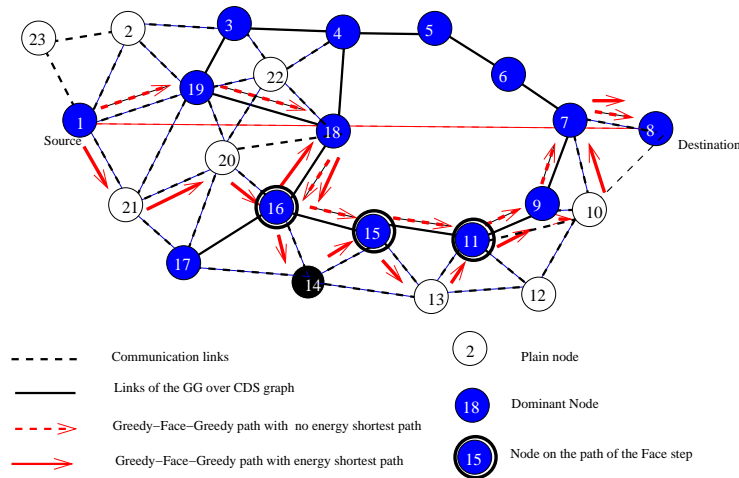 3
2
4
5
23
6
22
19
1
18
7
8
Source
Destination
20
21
16
9
10
15
11
17
14
13
12
Communication links
2
Plain node
Links of the GG over CDS graph
18
Dominant Node
Greedy−Face−Greedy path with no energy shortest path
Greedy−Face−Greedy path with energy shortest path
15
Node on the path of the Face step